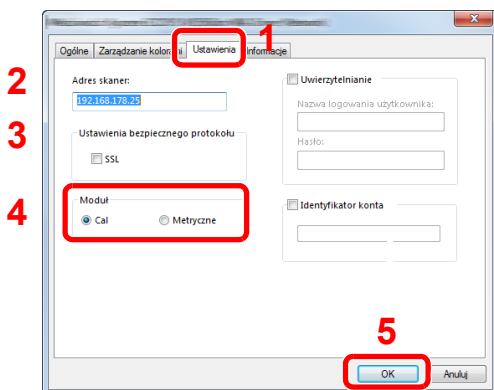 1
Ogólne Zarządzanie kolorami Ustawienia Informacje
2
Adres skaner:
192.168.178.25
3
Ustawienia bezpiecznego protokołu
SSL
4
Moduł
Cal Metryczne
Uwierzytelnianie
Nazwa logowania użytkownika:
Hasło:
Identyfikator konta
5
OK Anuluj